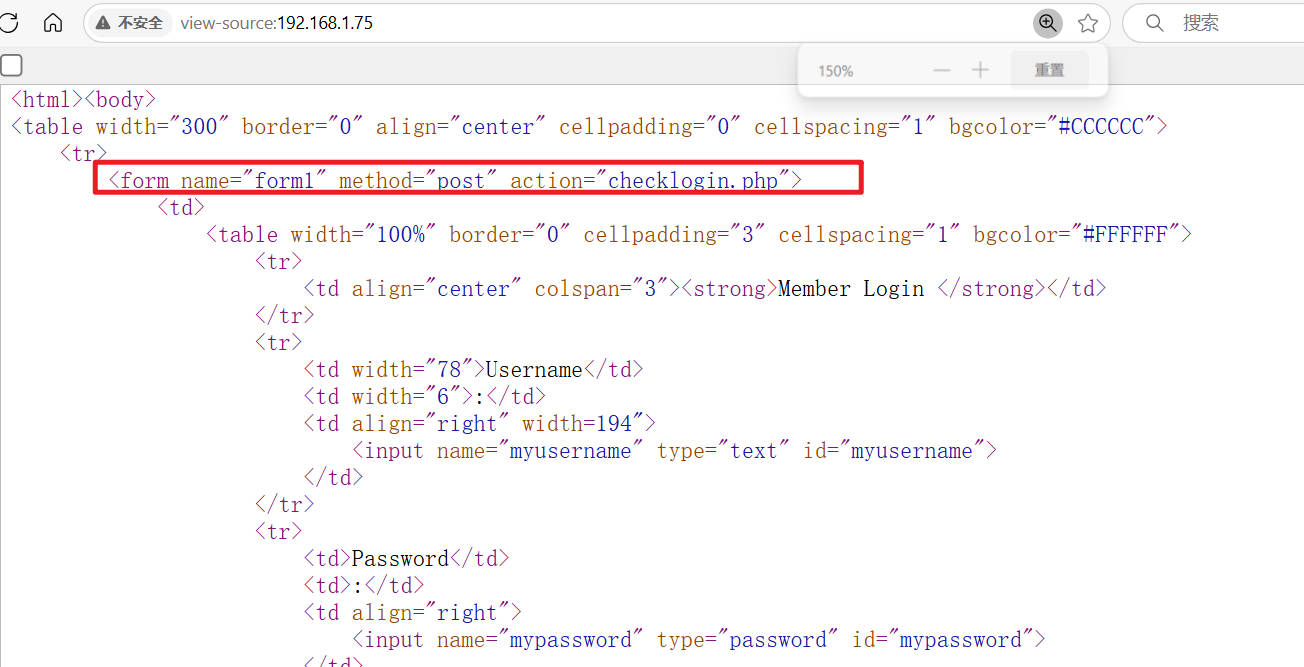 不安全 view-source:192.168.1.75 搜索
150% — + 重置
<html><body>
<table width="300" border="0" align="center" cellpadding="0" cellspacing="1" bgcolor="#CCCCCC">
<tr>
<form name="form1" method="post" action="checklogin.php">
<td>
<table width="100%" border="0" cellpadding="3" cellspacing="1" bgcolor="#FFFFFF">
<tr>
<td align="center" colspan="3"><strong>Member Login </strong></td>
</tr>
<tr>
<td width="78">Username</td>
<td width="6">:</td>
<td align="right" width=194">
<input name="myusername" type="text" id="myusername">
</td>
</tr>
<tr>
<td>Password</td>
<td>:</td>
<td align="right">
<input name="mypassword" type="password" id="mypassword">
</td>